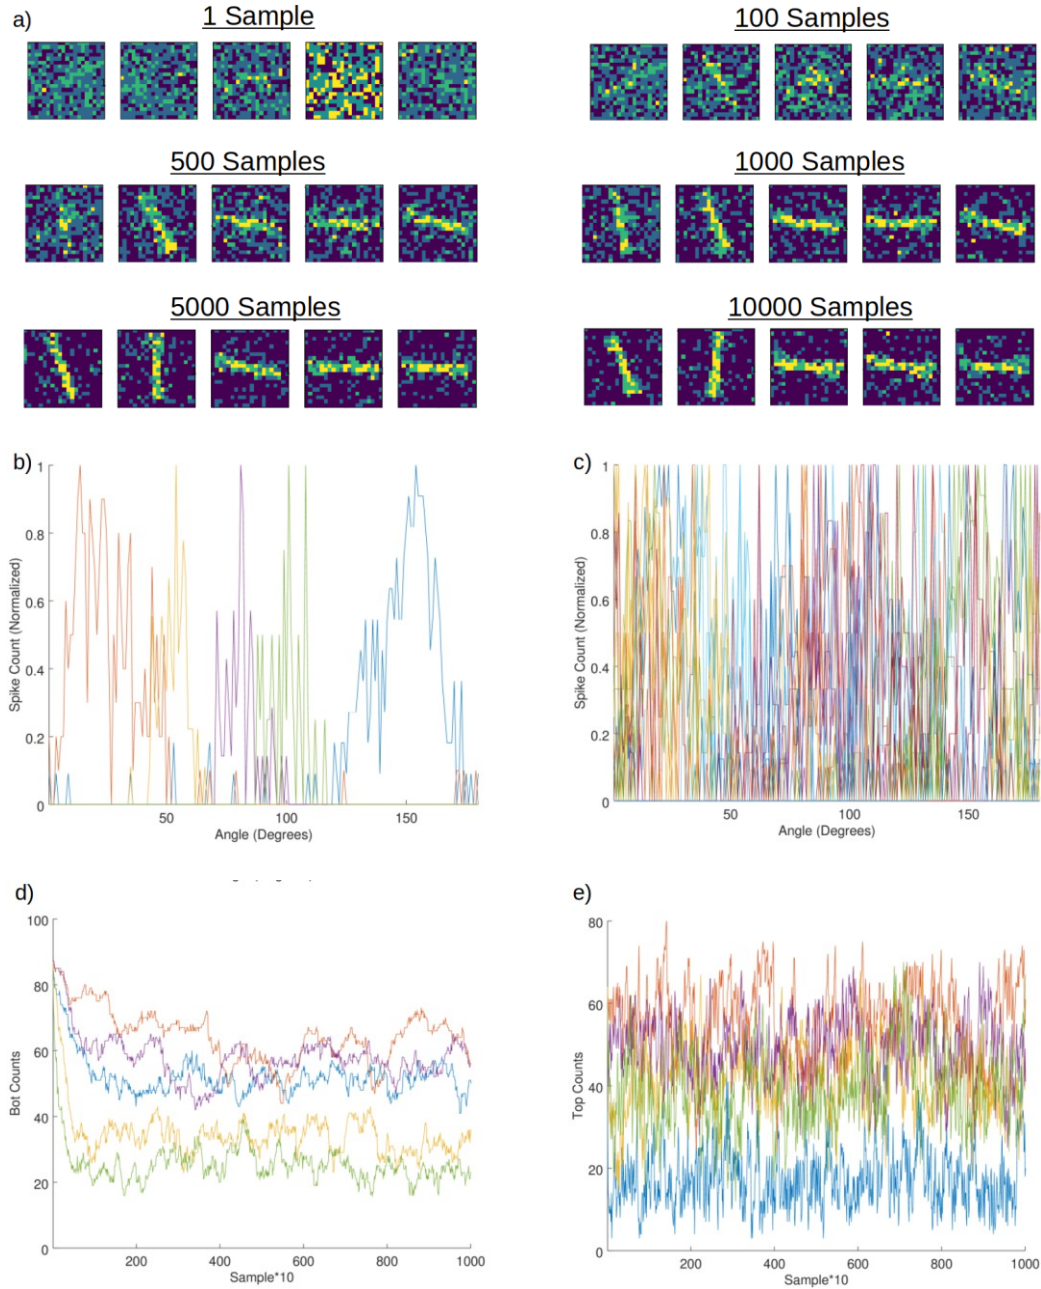 a)
1 Sample
100 Samples
500 Samples
1000 Samples
5000 Samples
10000 Samples
b)
1
0.8
0.6
0.4
0.2
0
50
100
150
Spike Count (Normalized)
Angle (Degrees)
c)
1
0.8
0.6
0.4
0.2
0
50
100
150
Spike Count (Normalized)
Angle (Degrees)
d)
100
80
60
40
20
0
200
400
600
800
1000
Bot Counts
Sample*10
e)
80
60
40
20
0
200
400
600
800
1000
Top Counts
Sample*10